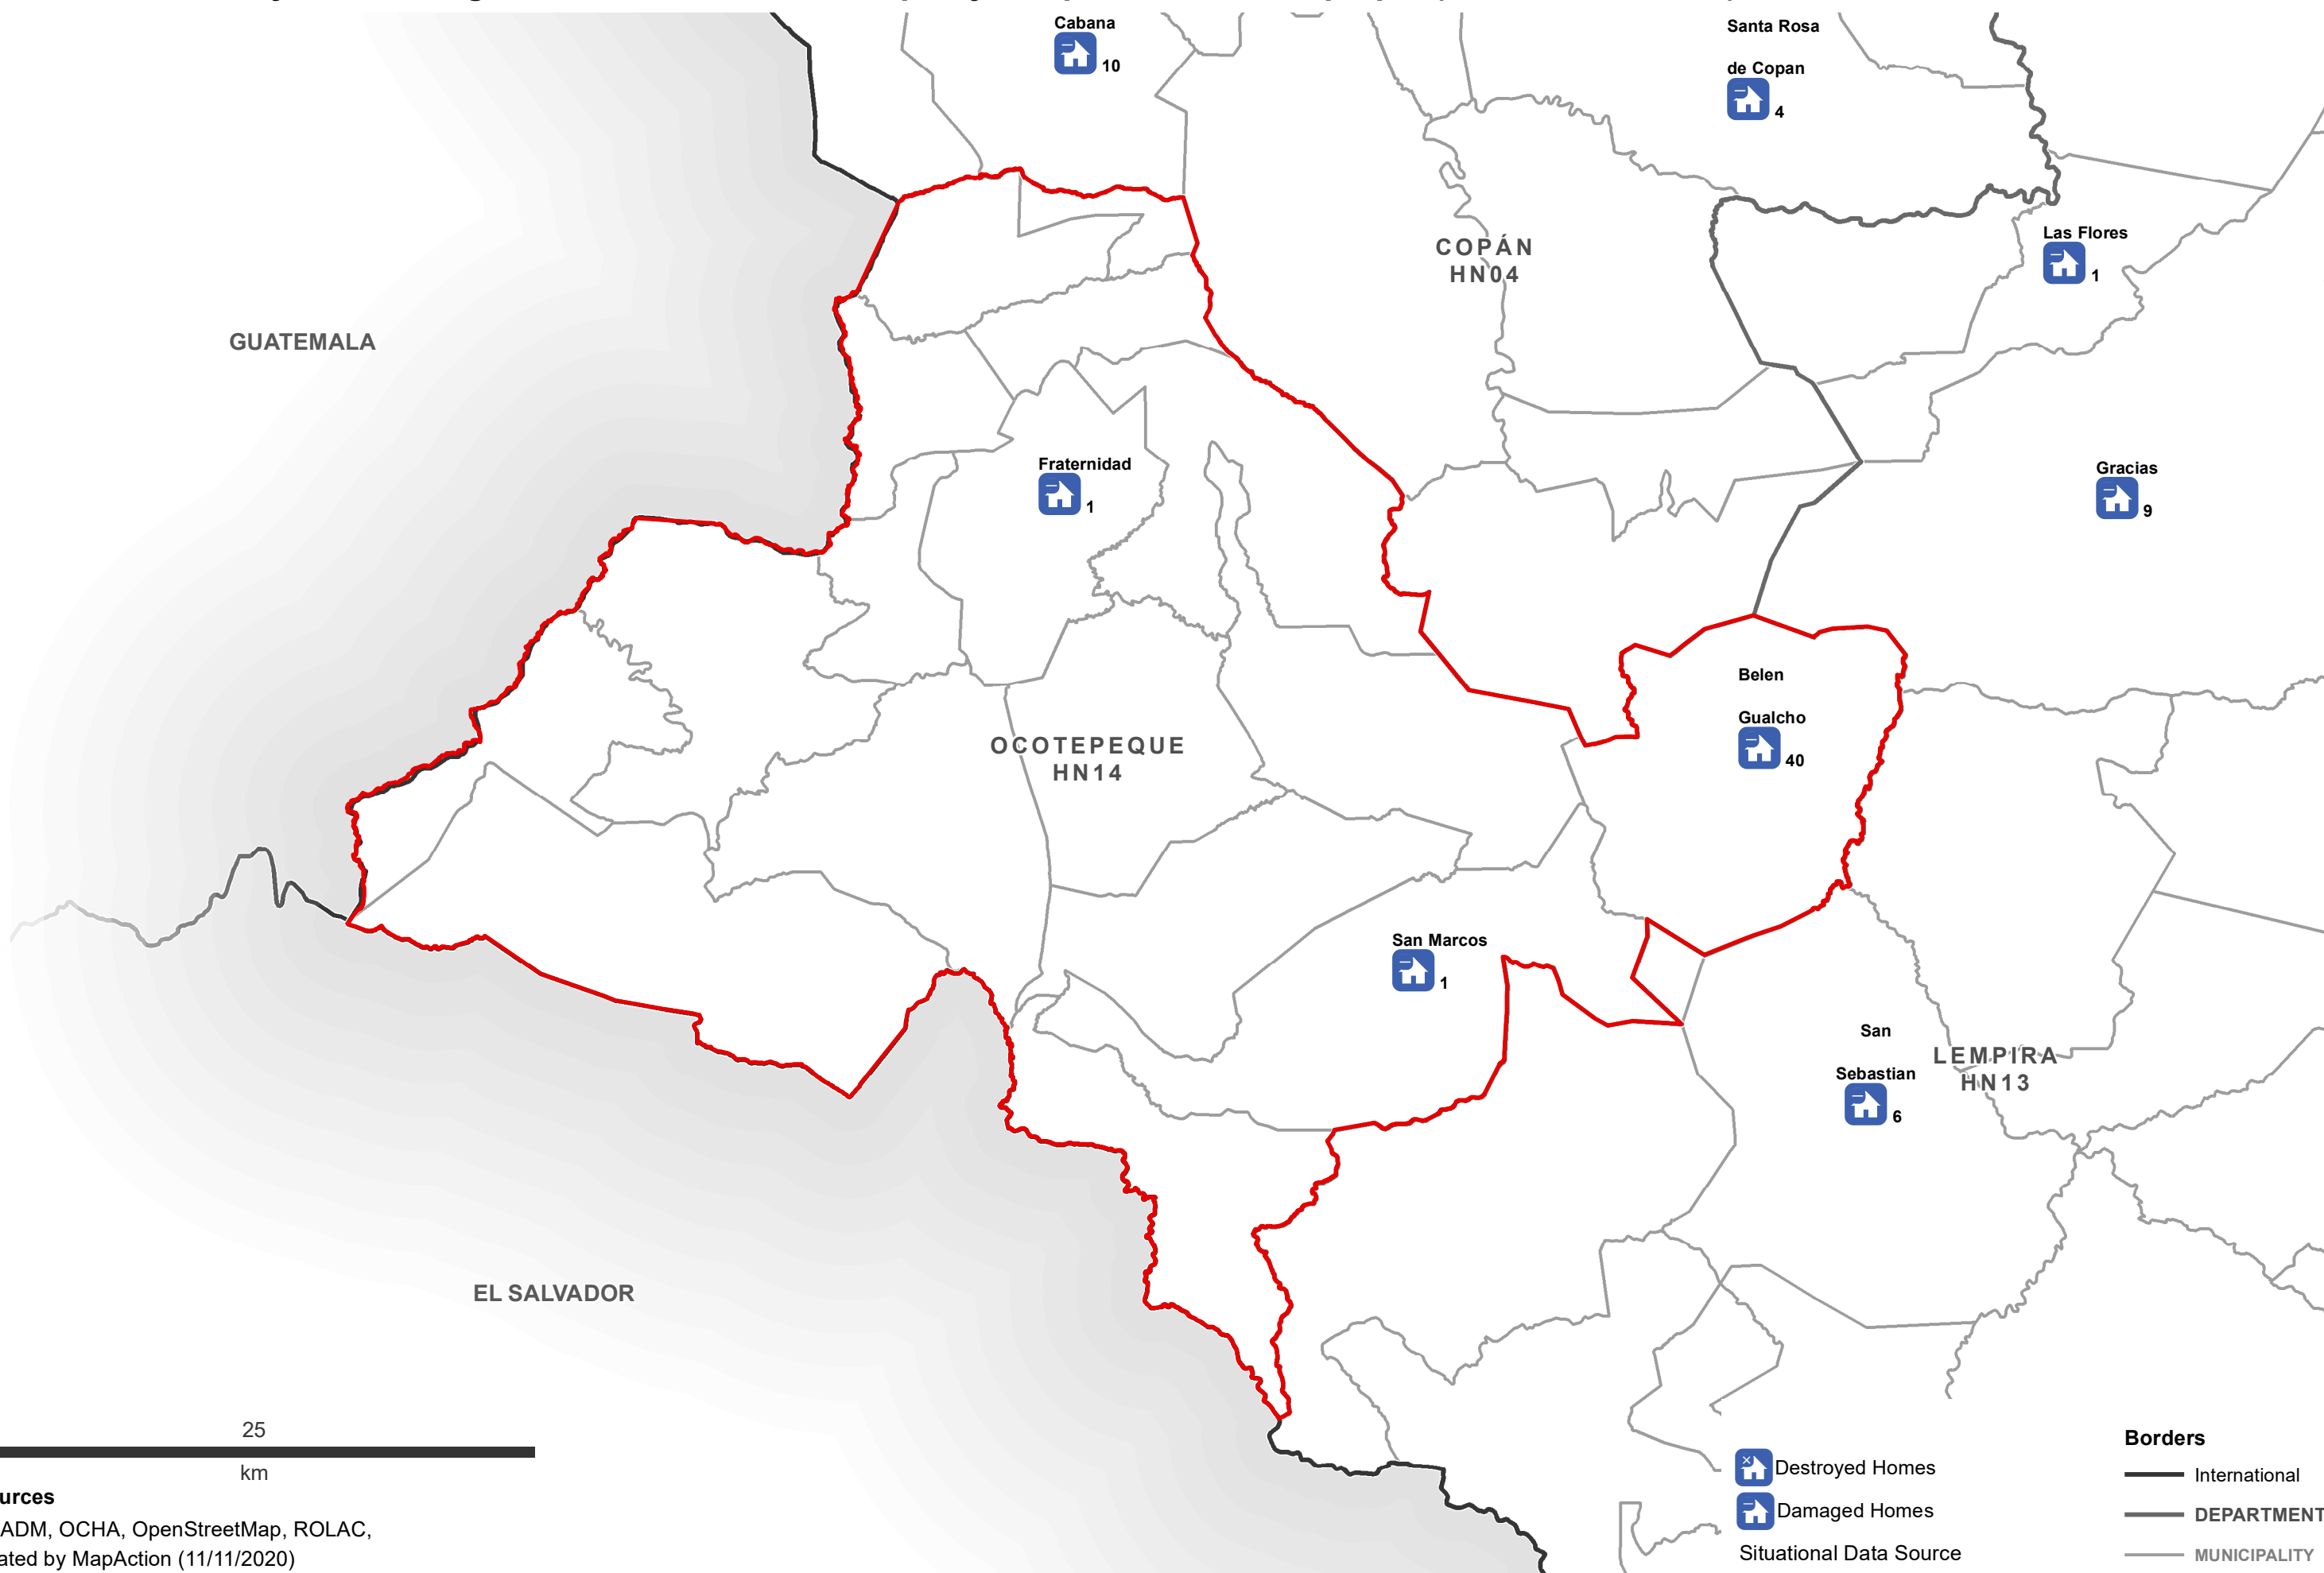 Cabana
10
Santa Rosa
de Copan
4
COPÁN
HN04
Las Flores
1
GUATEMALA
Fraternidad
1
Gracias
9
Belen
Gualcho
40
OCOTEPEQUE
HN14
San Marcos
1
San
Sebastian
6
LEMPIRA
HN13
EL SALVADOR
25
km
urces
ADM, OCHA, OpenStreetMap, ROLAC,
ated by MapAction (11/11/2020)
Destroyed Homes
Damaged Homes
Situational Data Source
Borders
International
DEPARTMENT
MUNICIPALITY